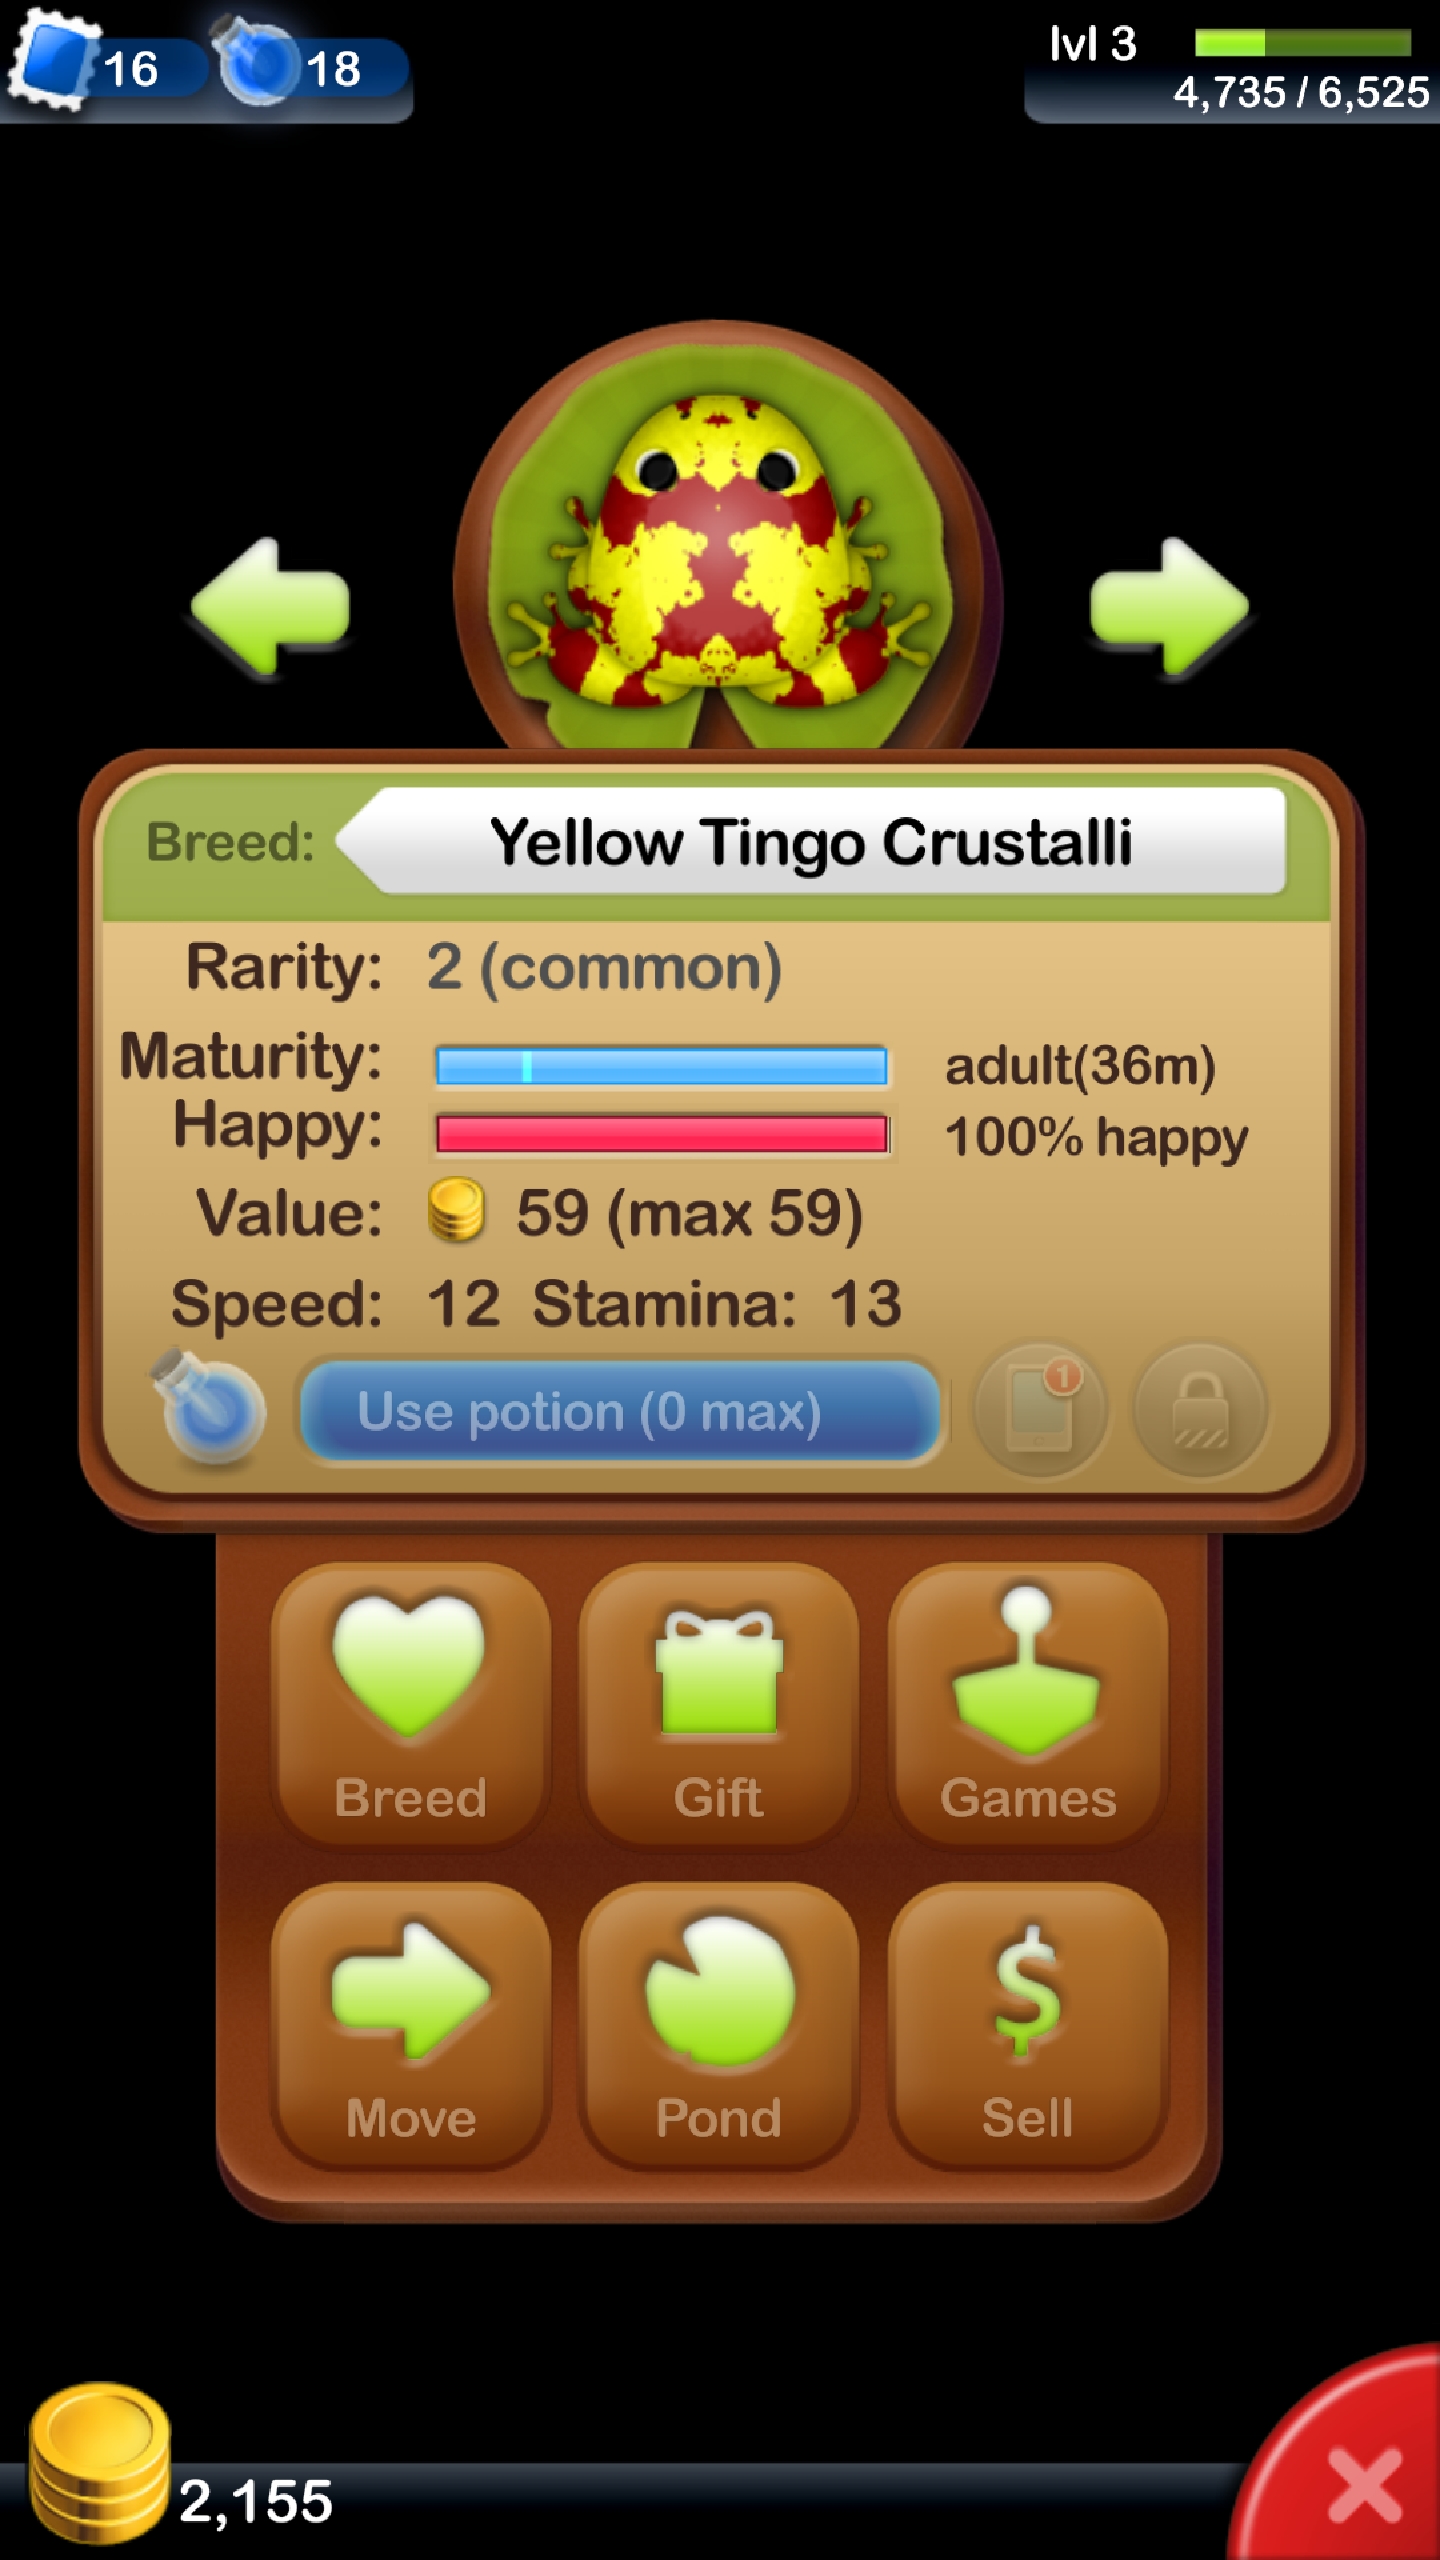 16
18
lvl 3
4,735 / 6,525
Breed: Yellow Tingo Crustalli
Rarity: 2 (common)
Maturity: adult(36m)
Happy: 100% happy
Value: 59 (max 59)
Speed: 12 Stamina: 13
Use potion (0 max)
1
Breed Gift Games
Move Pond Sell
2,155